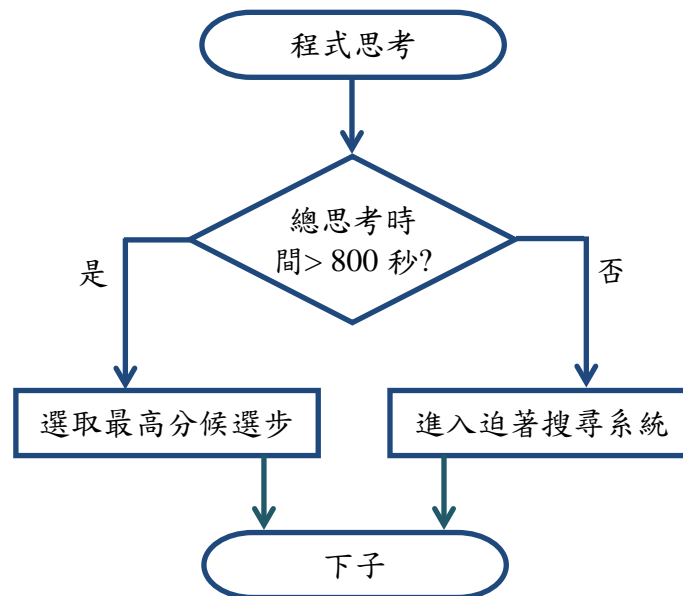 程式思考
總思考時
間> 800 秒?
是
否
選取最高分候選步
進入迫著搜尋系統
下子